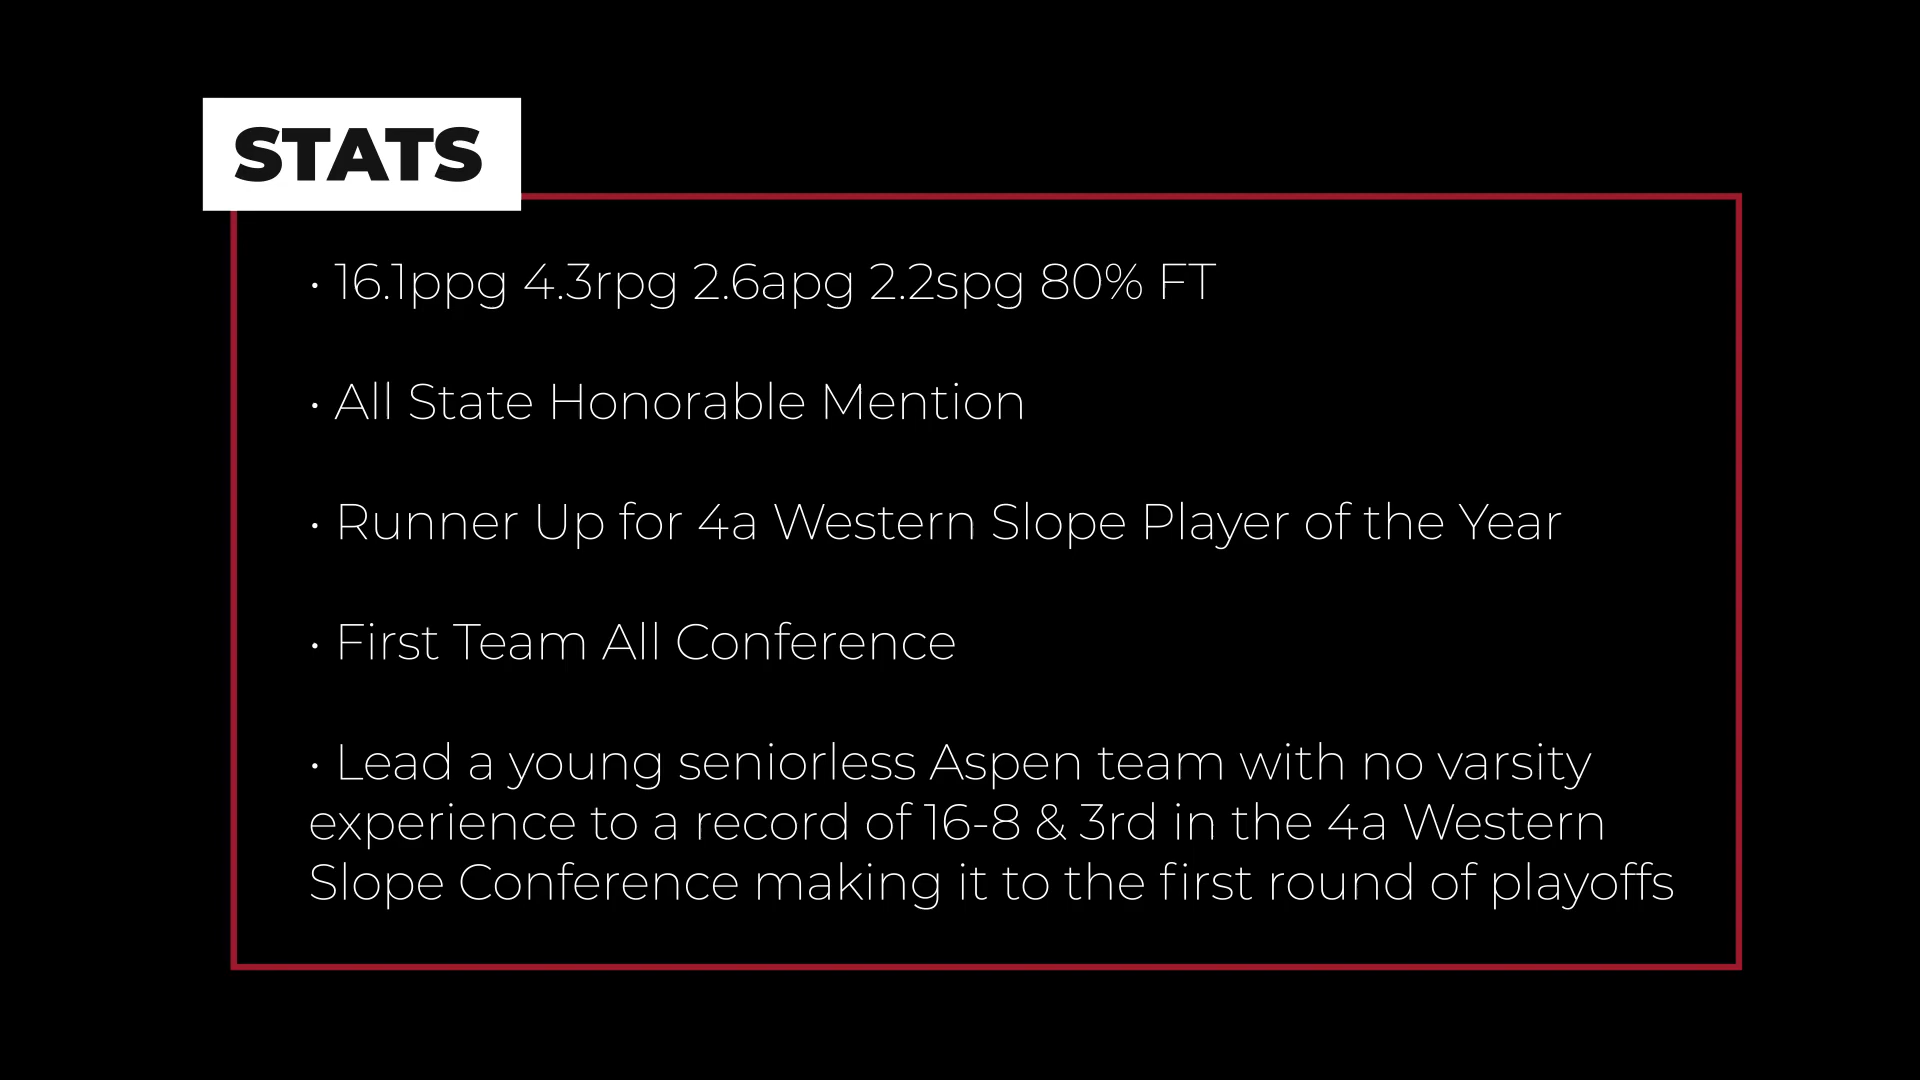 STATS
• 16.1ppg 4.3rpg 2.6apg 2.2spg 80% FT
• All State Honorable Mention
• Runner Up for 4a Western Slope Player of the Year
• First Team All Conference
• Lead a young seniorless Aspen team with no varsity
experience to a record of 16-8 & 3rd in the 4a Western
Slope Conference making it to the first round of playoffs